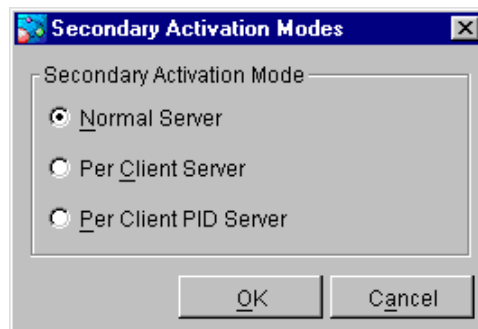 Secondary Activation Modes
Secondary Activation Mode
Normal Server
Per Client Server
Per Client PID Server
OK
Cancel